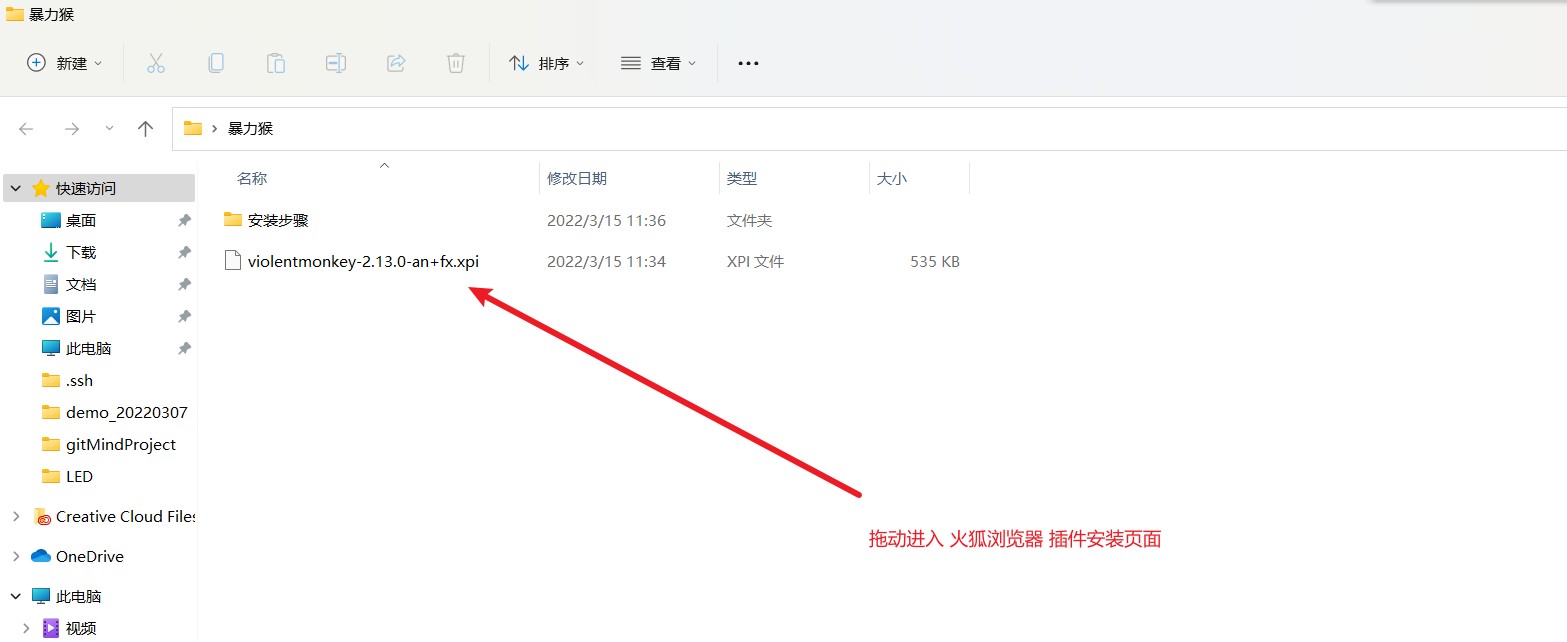 暴力猴
新建
排序
查看
暴力猴
名称
修改日期
类型
大小
快速访问
桌面
下载
文档
图片
此电脑
.ssh
demo_20220307
gitMindProject
LED
Creative Cloud Files
OneDrive
此电脑
视频
安装步骤 2022/3/15 11:36 文件夹
violentmonkey-2.13.0-an+fx.xpi 2022/3/15 11:34 XPI 文件 535 KB
拖动进入 火狐浏览器 插件安装页面